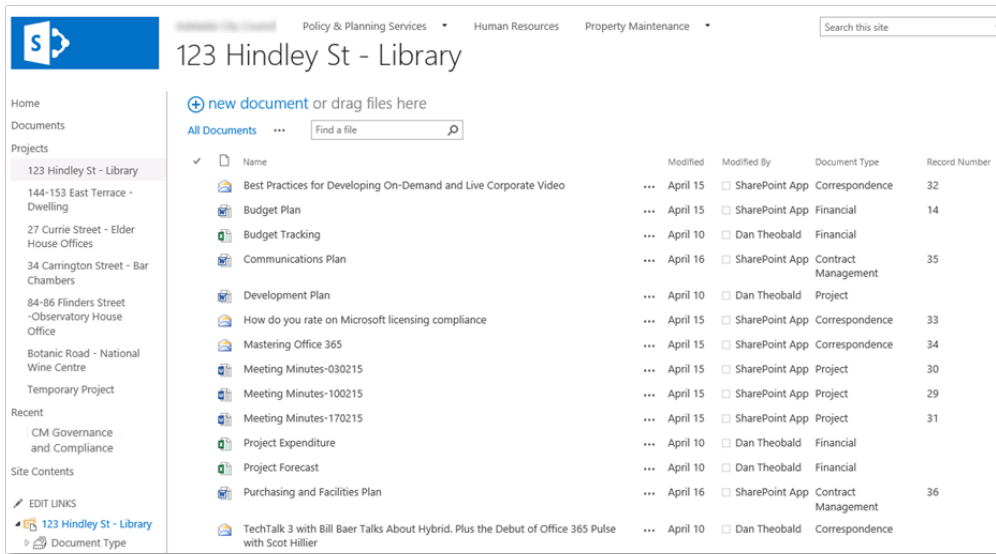 Policy & Planning Services Human Resources Property Maintenance Search this site
S
123 Hindley St - Library
Home
Documents
Projects
123 Hindley St - Library
144-153 East Terrace -
Dwelling
27 Currie Street - Elder
House Offices
34 Carrington Street - Bar
Chambers
84-86 Flinders Street
-Observatory House
Office
Botanic Road - National
Wine Centre
Temporary Project
Recent
CM Governance
and Compliance
Site Contents
EDIT LINKS
123 Hindley St - Library
Document Type
new document or drag files here
All Documents ••• Find a file
Name Modified Modified By Document Type Record Number
Best Practices for Developing On-Demand and Live Corporate Video ••• April 15 SharePoint App Correspondence 32
Budget Plan ••• April 15 SharePoint App Financial 14
Budget Tracking ••• April 10 Dan Theobald Financial
Communications Plan ••• April 16 SharePoint App Contract 35
Management
Development Plan ••• April 10 Dan Theobald Project
How do you rate on Microsoft licensing compliance ••• April 15 SharePoint App Correspondence 33
Mastering Office 365 ••• April 15 SharePoint App Correspondence 34
Meeting Minutes-030215 ••• April 15 SharePoint App Project 30
Meeting Minutes-100215 ••• April 15 SharePoint App Project 29
Meeting Minutes-170215 ••• April 15 SharePoint App Project 31
Project Expenditure ••• April 10 Dan Theobald Financial
Project Forecast ••• April 10 Dan Theobald Financial
Purchasing and Facilities Plan ••• April 16 SharePoint App Contract 36
Management
TechTalk 3 with Bill Baer Talks About Hybrid. Plus the Debut of Office 365 Pulse ••• April 10 Dan Theobald Correspondence
with Scot Hillier